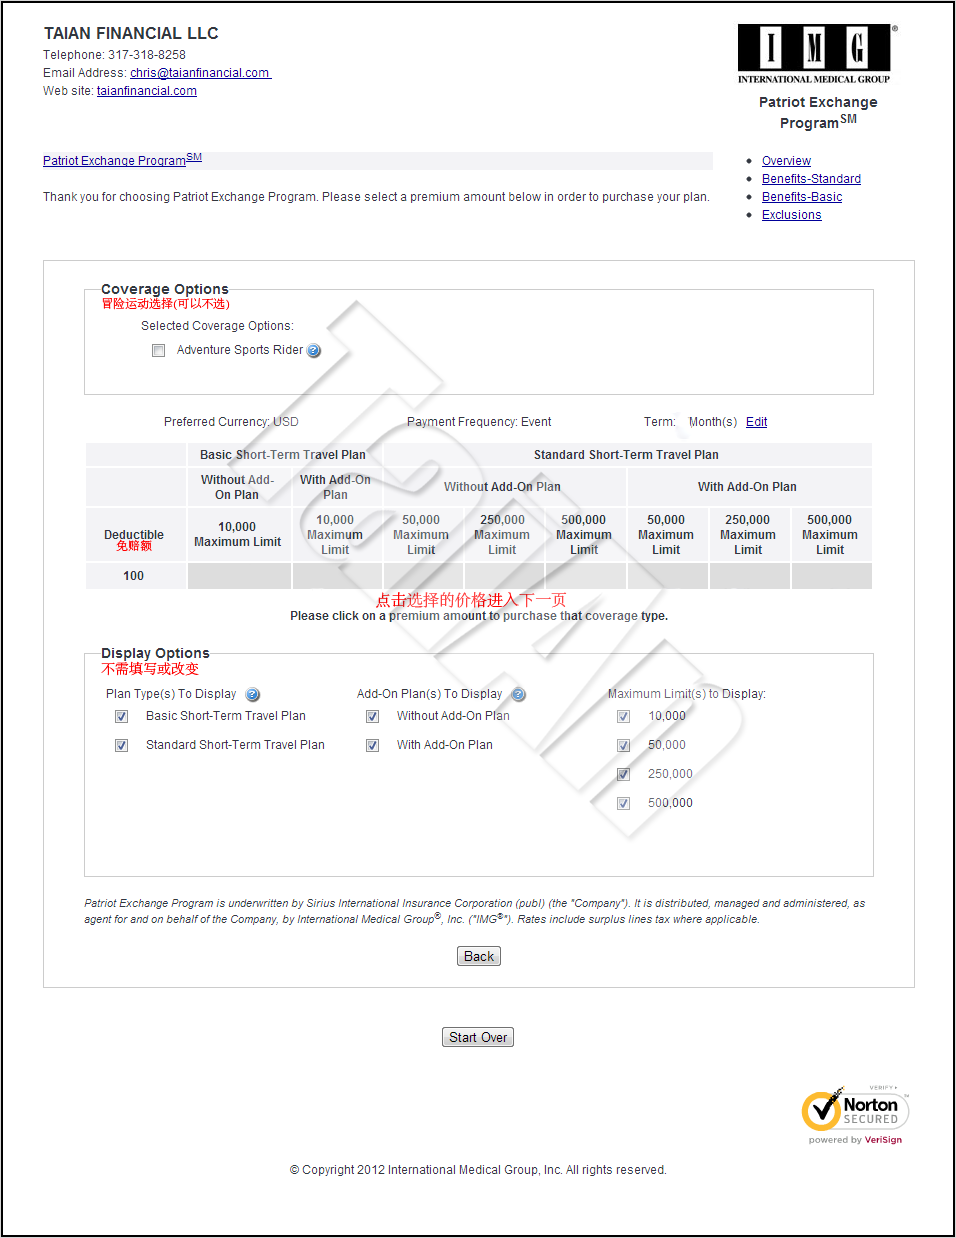 TAIAN FINANCIAL LLC
Telephone: 317-318-8258
Email Address: chris@taianfinancial.com
Web site: taianfinancial.com
IMG®
INTERNATIONAL MEDICAL GROUP
Patriot Exchange
ProgramSM
Patriot Exchange ProgramSM
Thank you for choosing Patriot Exchange Program. Please select a premium amount below in order to purchase your plan.
• Overview
• Benefits-Standard
• Benefits-Basic
• Exclusions
Coverage Options
冒险运动选择(可以不选)
Selected Coverage Options:
Adventure Sports Rider ?
Preferred Currency: USD Payment Frequency: Event Term: Month(s) Edit
Basic Short-Term Travel Plan Standard Short-Term Travel Plan
Without Add-On Plan With Add-On Plan Without Add-On Plan With Add-On Plan
Deductible 免赔额 10,000 Maximum Limit 10,000 Maximum Limit 50,000 Maximum Limit 250,000 Maximum Limit 500,000 Maximum Limit 50,000 Maximum Limit 250,000 Maximum Limit 500,000 Maximum Limit
100
点击选择的价格进入下一页
Please click on a premium amount to purchase that coverage type.
Display Options
不需填写或改变
Plan Type(s) To Display ? Add-On Plan(s) To Display ? Maximum Limit(s) to Display:
Basic Short-Term Travel Plan Without Add-On Plan 10,000
Standard Short-Term Travel Plan With Add-On Plan 50,000
250,000
500,000
TaiAn
Patriot Exchange Program is underwritten by Sirius International Insurance Corporation (publ) (the "Company"). It is distributed, managed and administered, as
agent for and on behalf of the Company, by International Medical Group®, Inc. ("IMG®"). Rates include surplus lines tax where applicable.
Back
Start Over
VERIFY
Norton
SECURED
powered by VeriSign
© Copyright 2012 International Medical Group, Inc. All rights reserved.